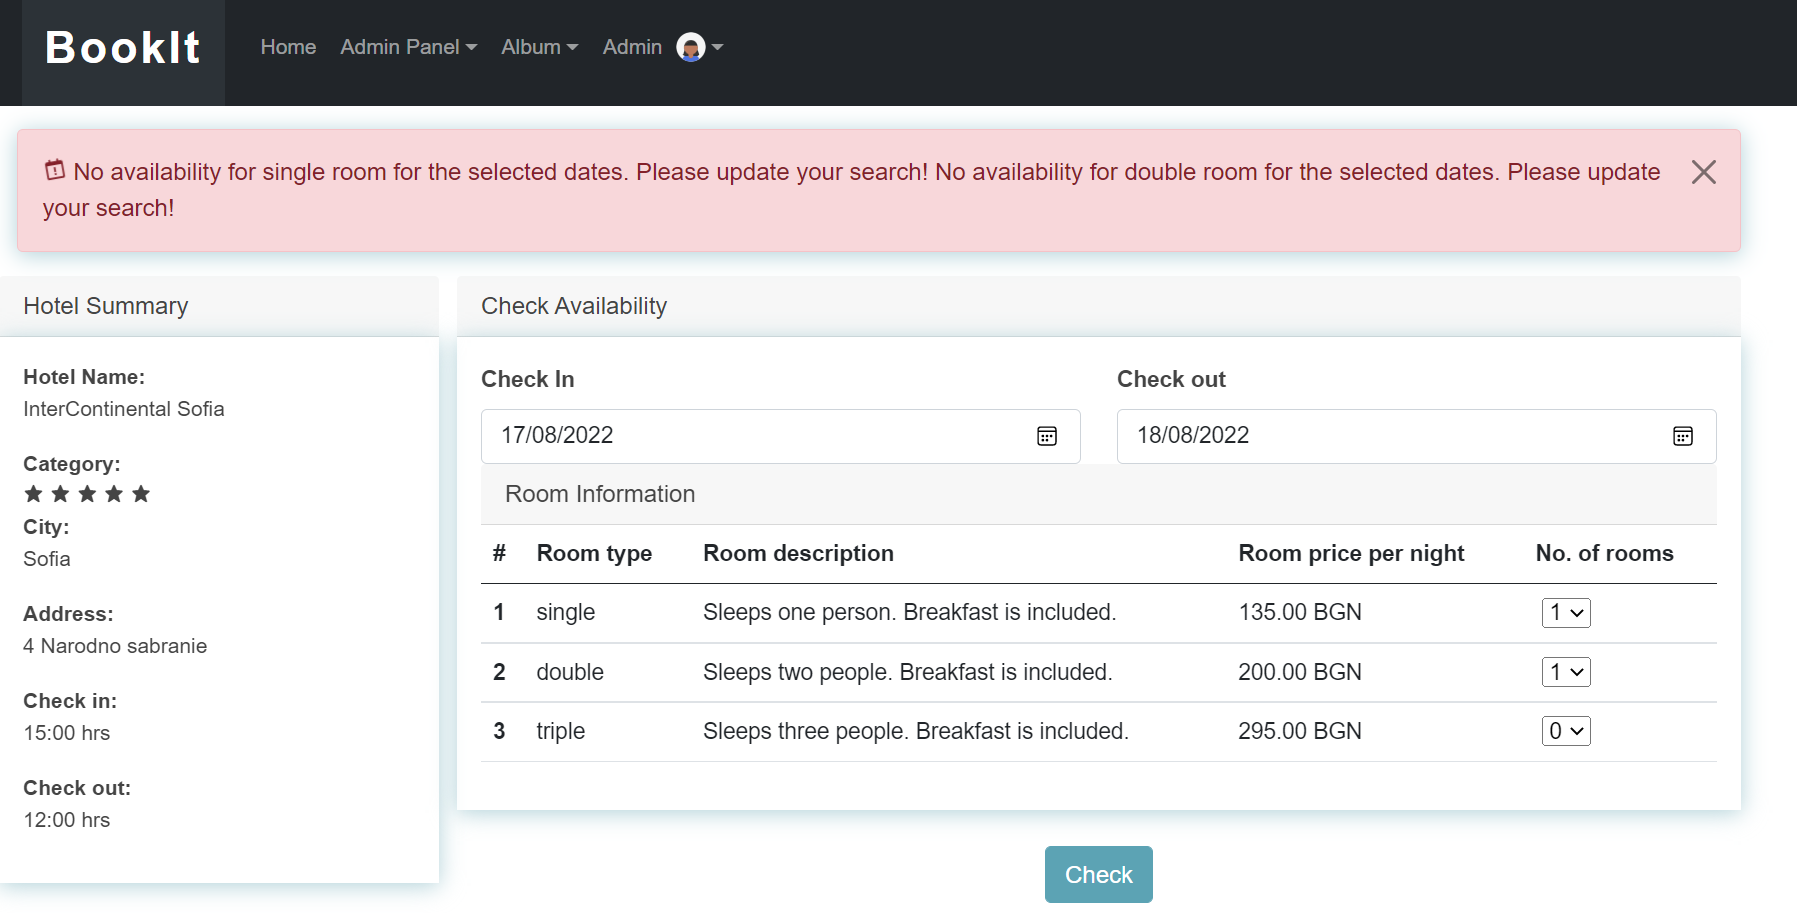 BookIt
Home Admin Panel Album Admin
No availability for single room for the selected dates. Please update your search! No availability for double room for the selected dates. Please update
your search!
Hotel Summary
Hotel Name:
InterContinental Sofia
Category:
City:
Sofia
Address:
4 Narodno sabranie
Check in:
15:00 hrs
Check out:
12:00 hrs
Check Availability
Check In Check out
17/08/2022 18/08/2022
Room Information
# Room type Room description Room price per night No. of rooms
1 single Sleeps one person. Breakfast is included. 135.00 BGN 1
2 double Sleeps two people. Breakfast is included. 200.00 BGN 1
3 triple Sleeps three people. Breakfast is included. 295.00 BGN 0
Check